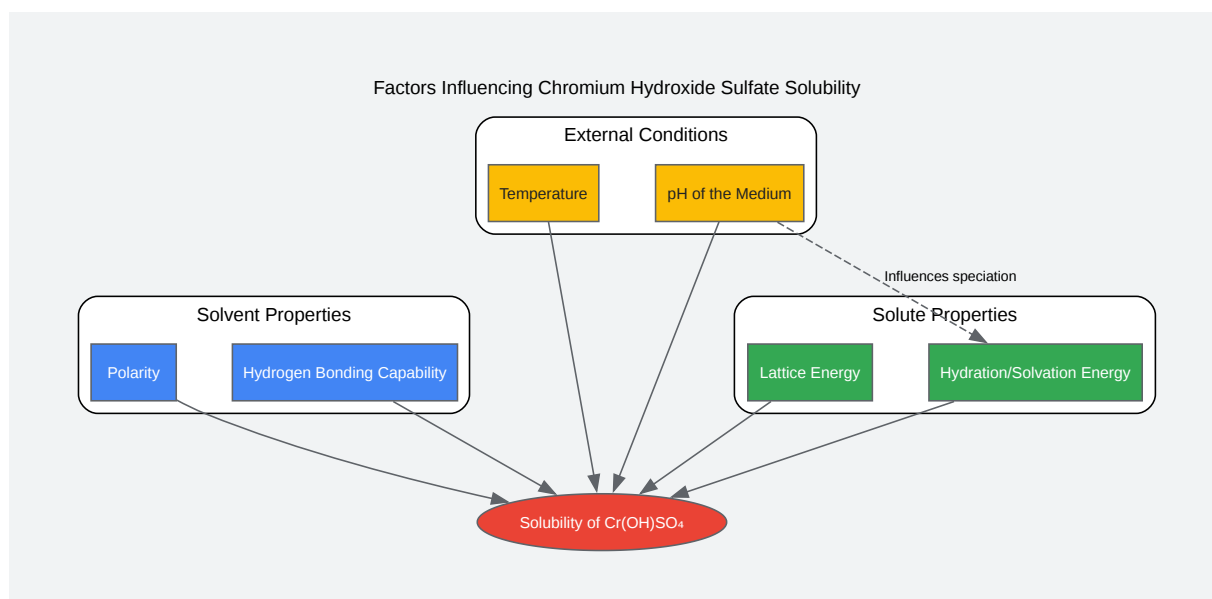 Factors Influencing Chromium Hydroxide Sulfate Solubility
External Conditions
Temperature
pH of the Medium
Influences speciation
Solvent Properties
Polarity
Hydrogen Bonding Capability
Solute Properties
Lattice Energy
Hydration/Solvation Energy
Solubility of Cr(OH)SO₄